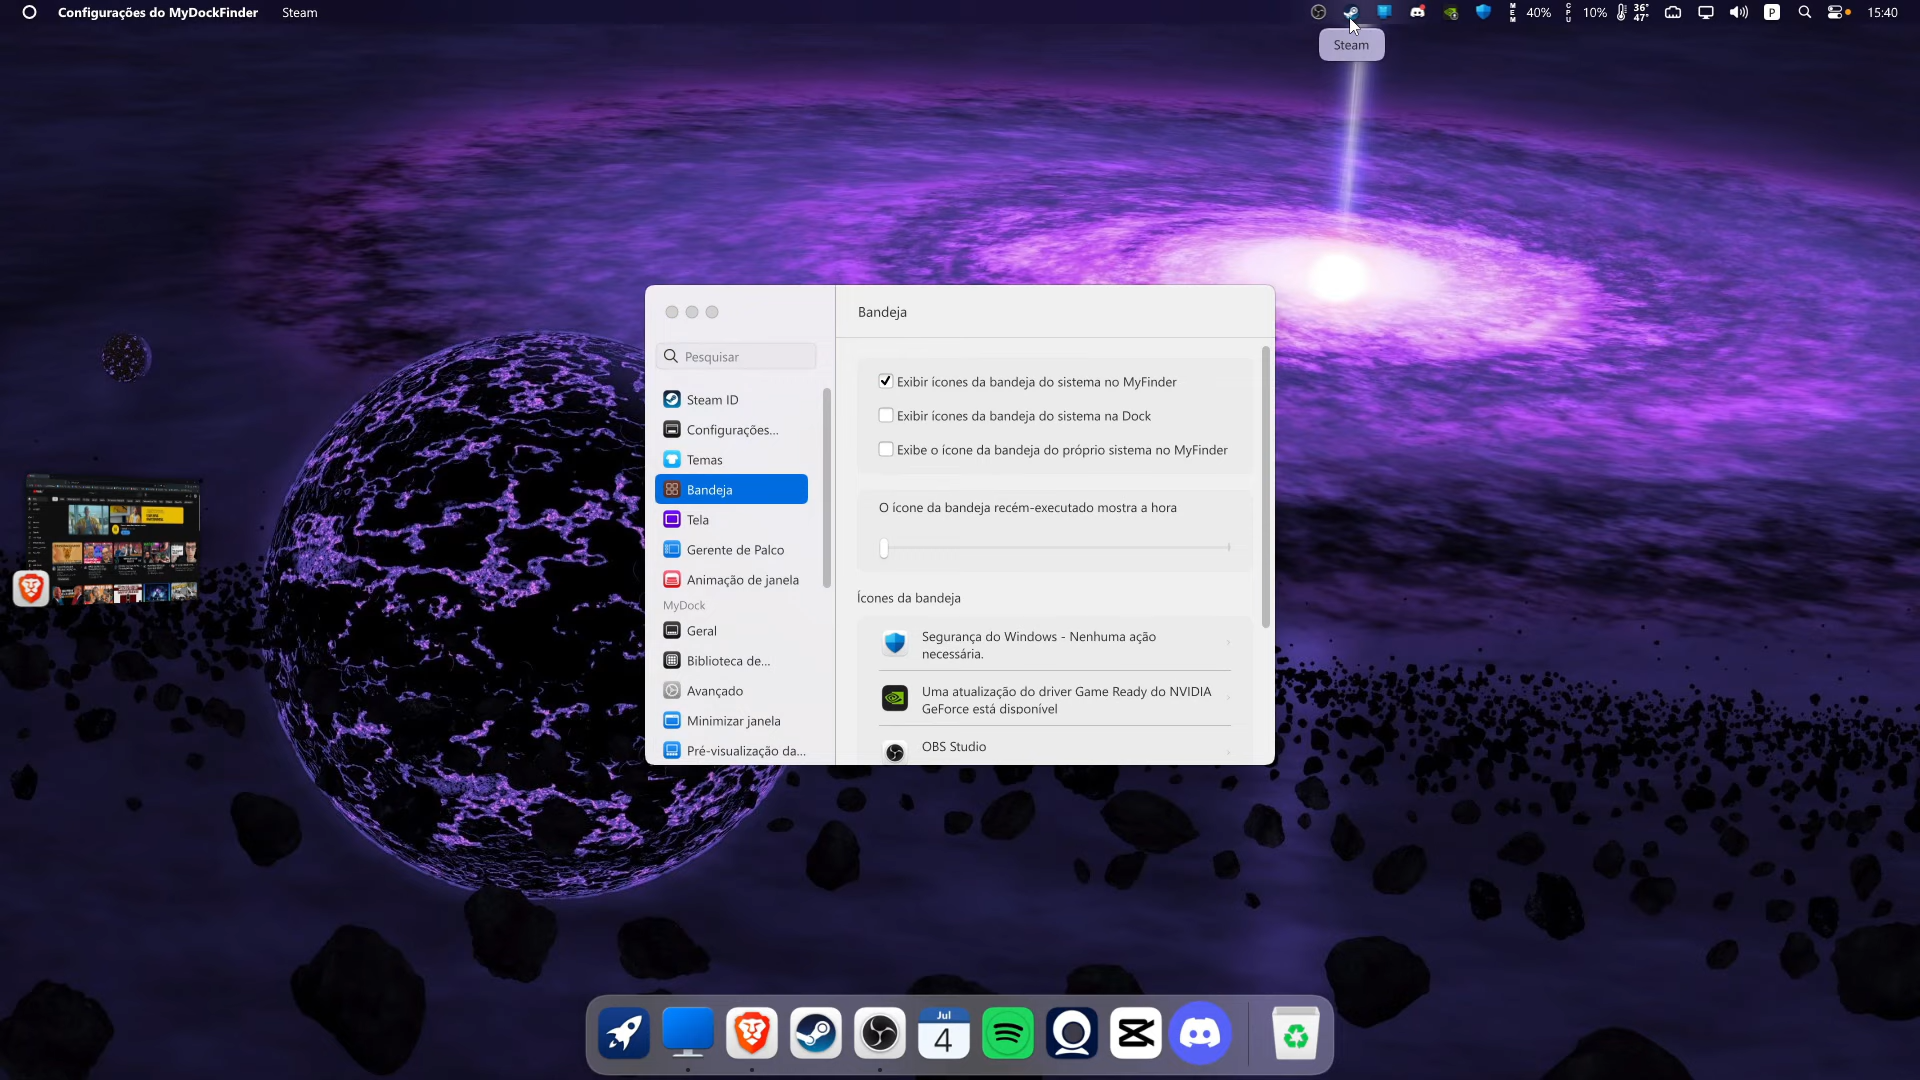 Configurações do MyDockFinder Steam
MEM 40% CPU 10% 36° 47° P 15:40
Steam
Bandeja
Pesquisar
Steam ID
Configurações...
Temas
Bandeja
Tela
Gerente de Palco
Animação de janela
MyDock
Geral
Biblioteca de...
Avançado
Minimizar janela
Pré-visualização da...
Exibir ícones da bandeja do sistema no MyFinder
Exibir ícones da bandeja do sistema na Dock
Exibe o ícone da bandeja do próprio sistema no MyFinder
O ícone da bandeja recém-executado mostra a hora
Ícones da bandeja
Segurança do Windows - Nenhuma ação
necessária.
Uma atualização do driver Game Ready do NVIDIA
GeForce está disponível
OBS Studio
Jul
4